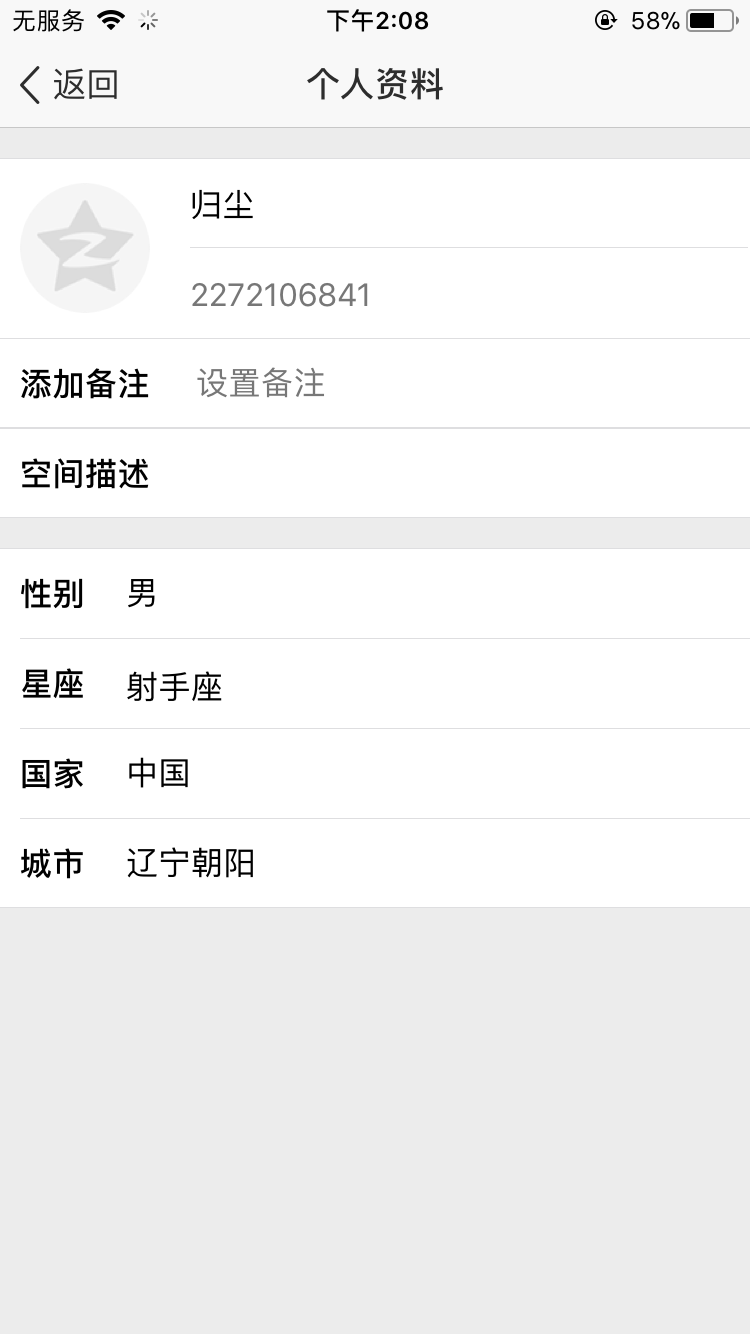 无服务 下午2:08 58%
返回 个人资料
归尘
2272106841
添加备注 设置备注
空间描述
性别 男
星座 射手座
国家 中国
城市 辽宁朝阳